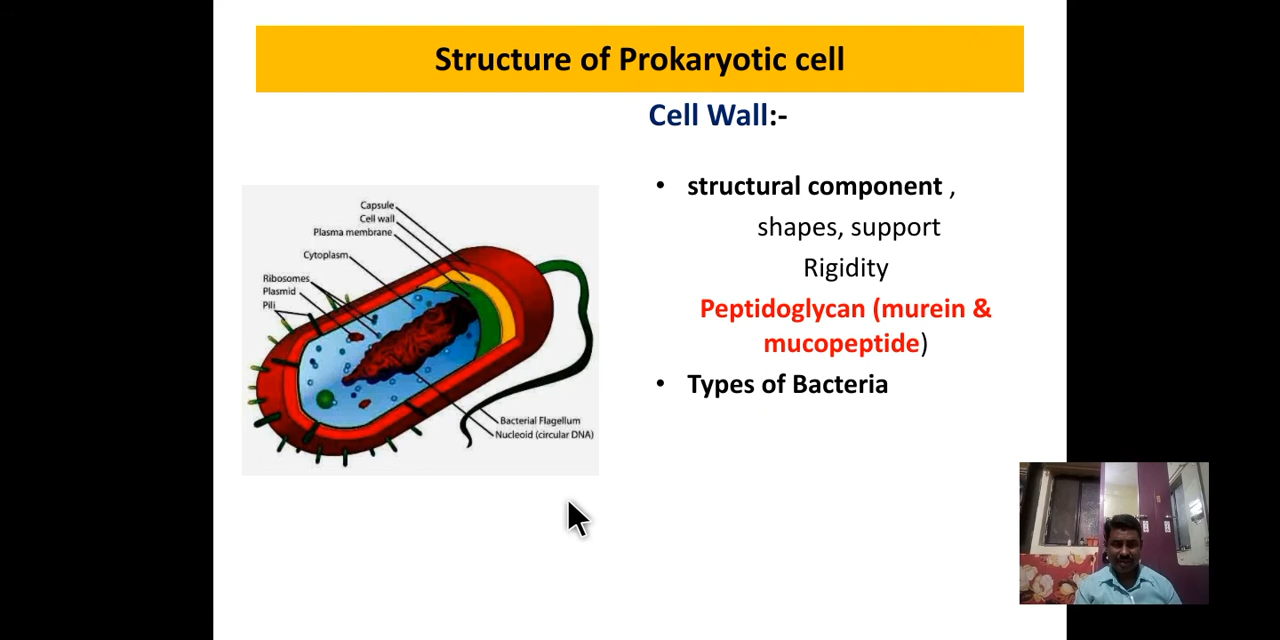 Structure of Prokaryotic cell
Cell Wall:-
• structural component ,
shapes, support
Rigidity
Peptidoglycan (murein &
mucopeptide)
• Types of Bacteria
Capsule
Cell wall
Plasma membrane
Cytoplasm
Ribosomes
Plasmid
Pili
Bacterial Flagellum
Nucleoid (circular DNA)